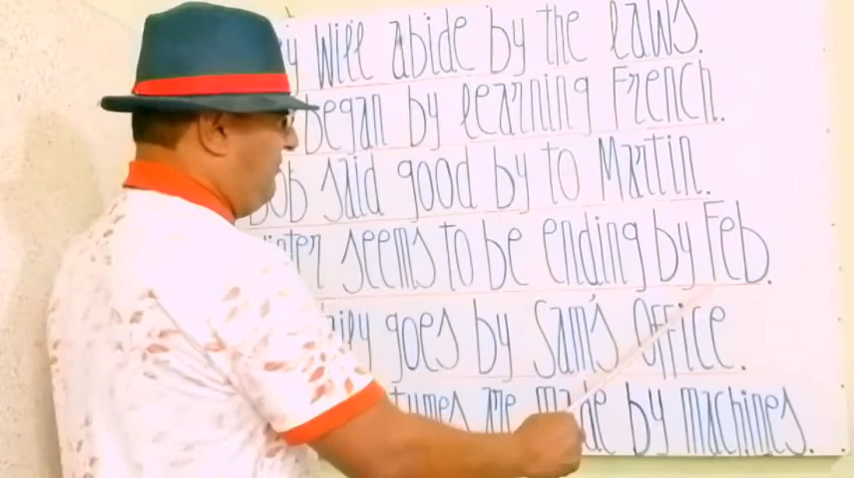 will abide by the laws.
began by learning French.
Bob said good by to Martin.
seems to be ending by Feb.
goes by Sam's Office.
me made by machines.